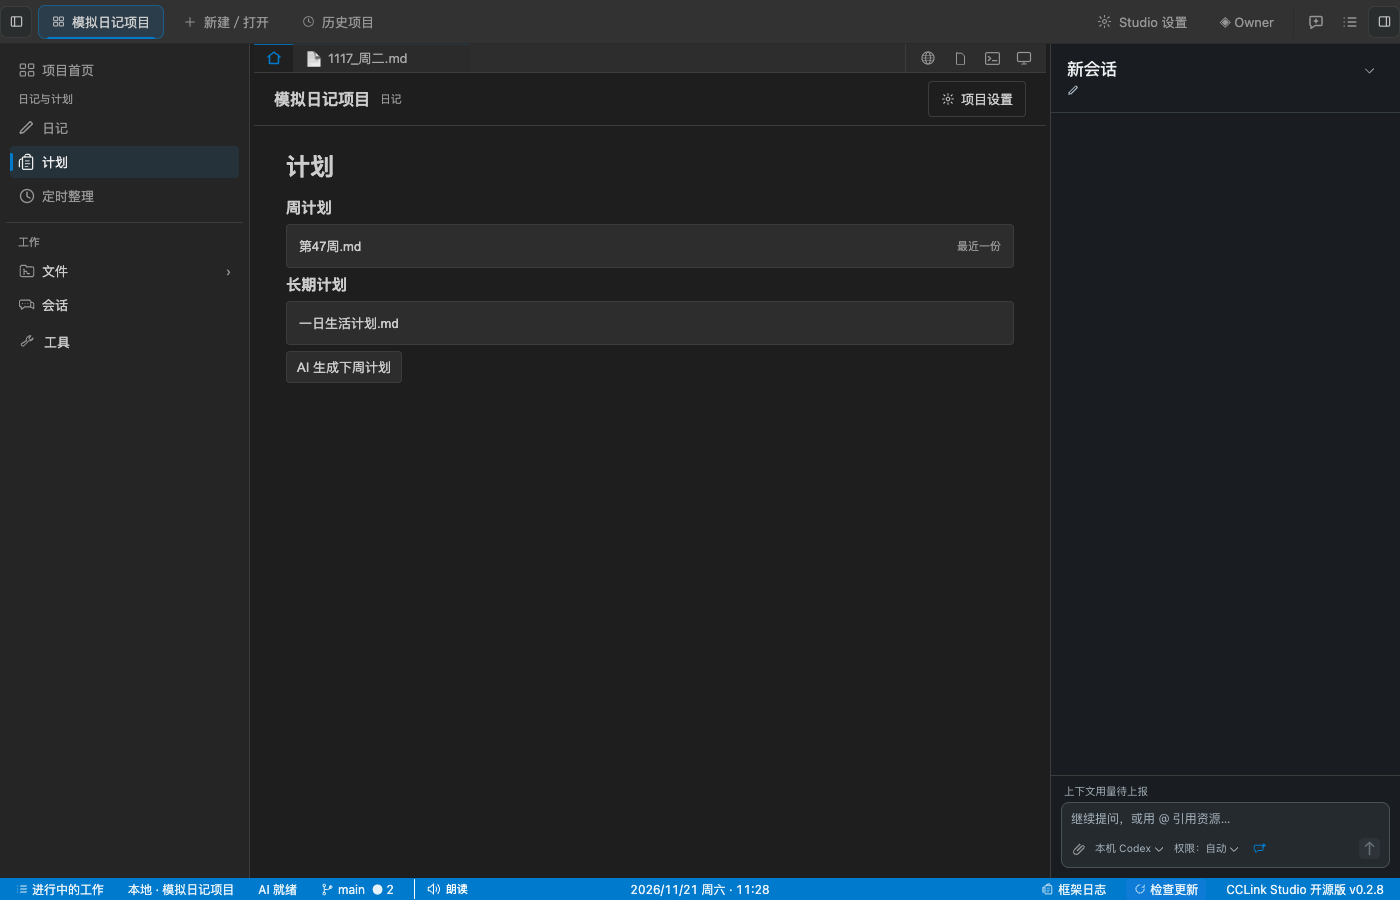 模拟日记项目
新建 / 打开
历史项目
Studio 设置
Owner
项目首页
日记与计划
日记
计划
定时整理
工作
文件
会话
工具
1117_周二.md
模拟日记项目 日记
项目设置
计划
周计划
第47周.md 最近一份
长期计划
一日生活计划.md
AI 生成下周计划
新会话
上下文用量待上报
继续提问，或用 @ 引用资源...
本机 Codex 权限：自动
进行中的工作 本地 · 模拟日记项目 AI 就绪 main 2 朗读 2026/11/21 周六 · 11:28 框架日志 检查更新 CCLink Studio 开源版 v0.2.8